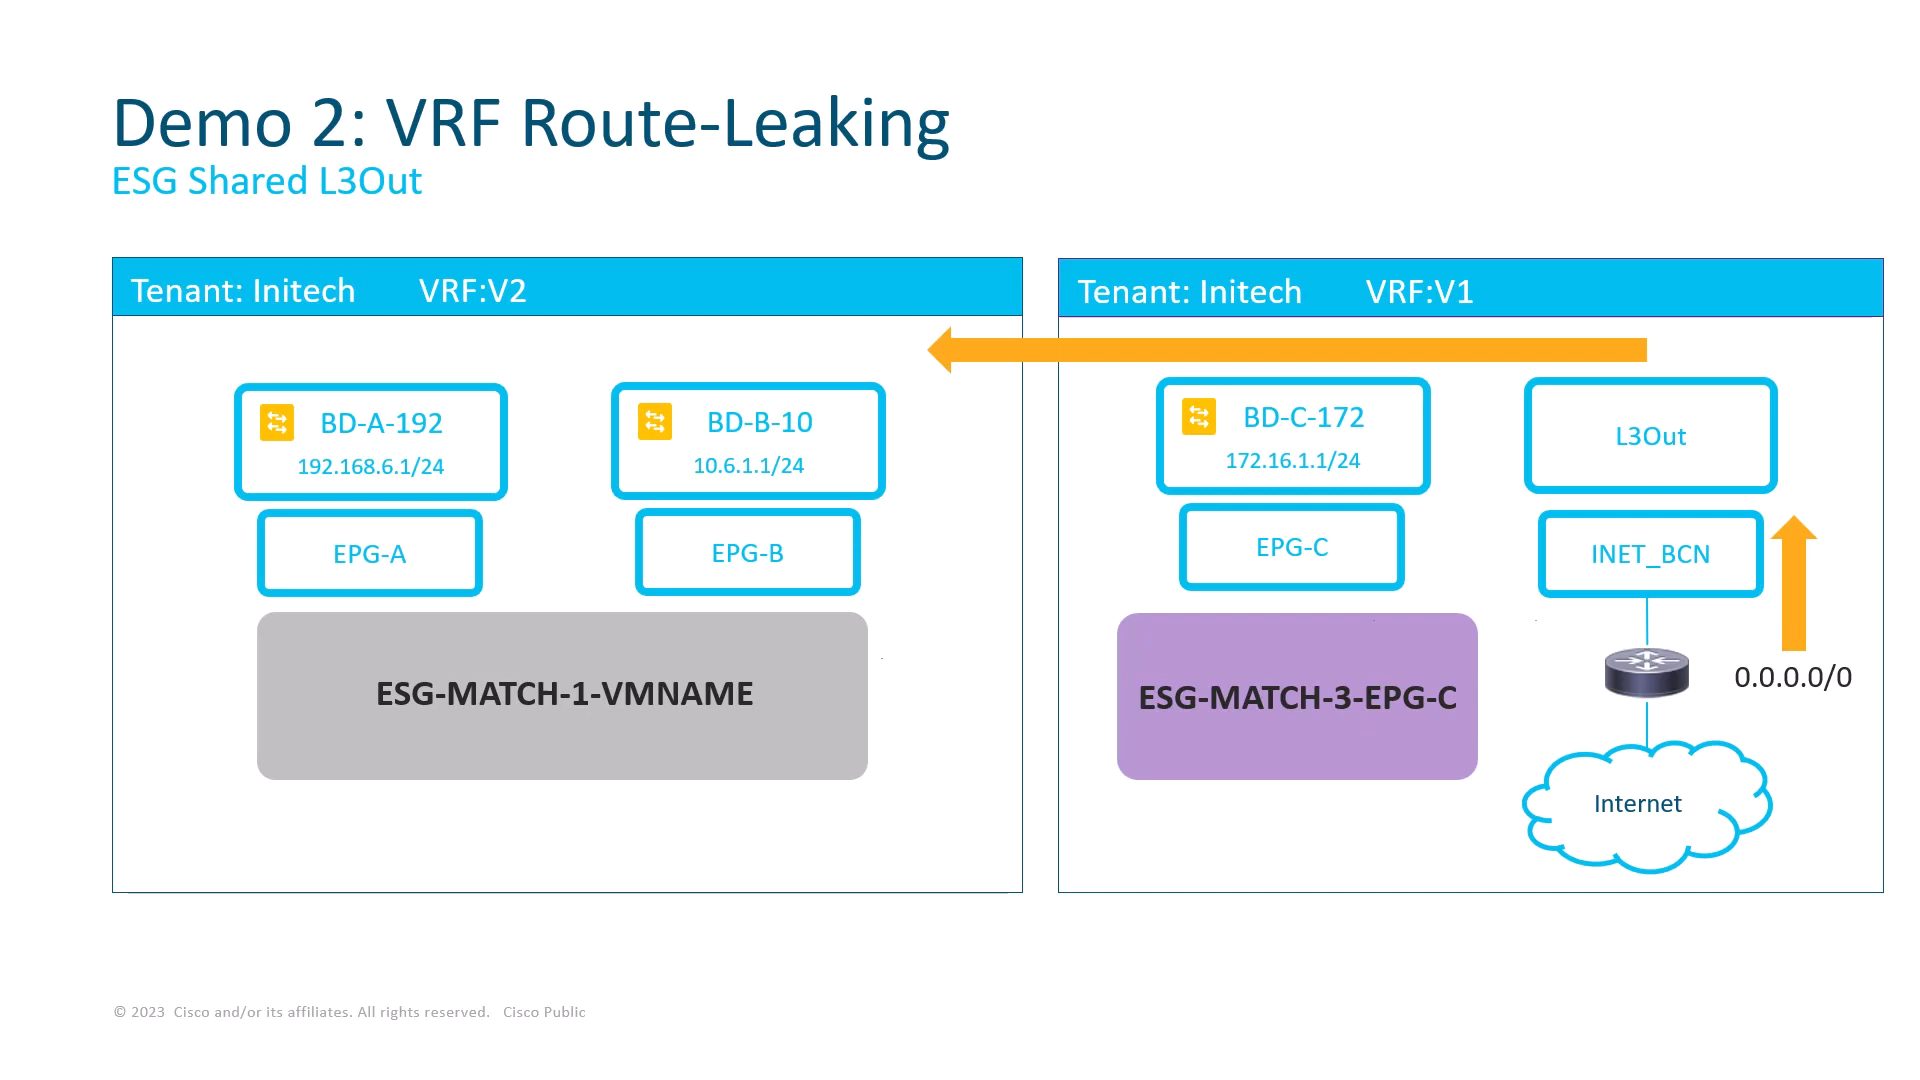 Demo 2: VRF Route-Leaking
ESG Shared L3Out
Tenant: Initech VRF:V2
BD-A-192
192.168.6.1/24
BD-B-10
10.6.1.1/24
EPG-A
EPG-B
ESG-MATCH-1-VMNAME
Tenant: Initech VRF:V1
BD-C-172
172.16.1.1/24
L3Out
EPG-C
INET_BCN
ESG-MATCH-3-EPG-C
0.0.0.0/0
Internet
© 2023 Cisco and/or its affiliates. All rights reserved. Cisco Public